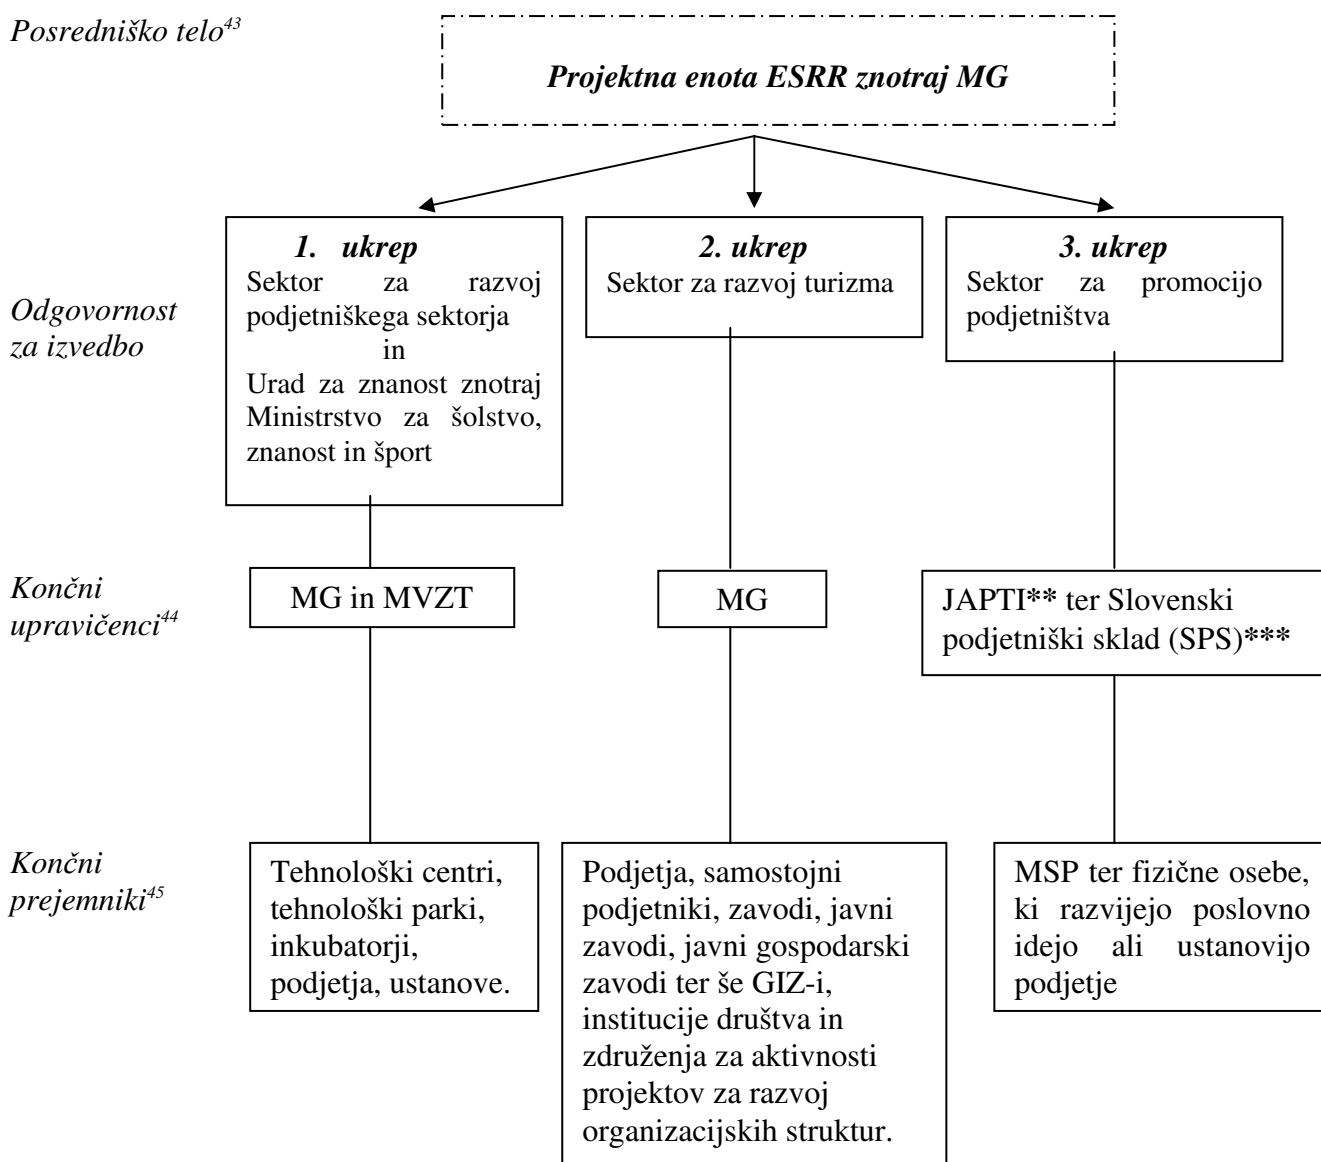 Posredniško telo43
Projektna enota ESRR znotraj MG
1. ukrep
Sektor za razvoj
podjetniškega sektorja
in
Urad za znanost znotraj
Ministrstvo za šolstvo,
znanost in šport
2. ukrep
Sektor za razvoj turizma
3. ukrep
Sektor za promocijo
podjetništva
Odgovornost
za izvedbo
Končni
upravičenci44
MG in MVZT
MG
JAPTI** ter Slovenski
podjetniški sklad (SPS)***
Končni
prejemniki45
Tehnološki centri,
tehnološki parki,
inkubatorji,
podjetja, ustanove.
Podjetja, samostojni
podjetniki, zavodi, javni
zavodi, javni gospodarski
zavodi ter še GIZ-i,
institucije društva in
združenja za aktivnosti
projektov za razvoj
organizacijskih struktur.
MSP ter fizične osebe,
ki razvijejo poslovno
idejo ali ustanovijo
podjetje